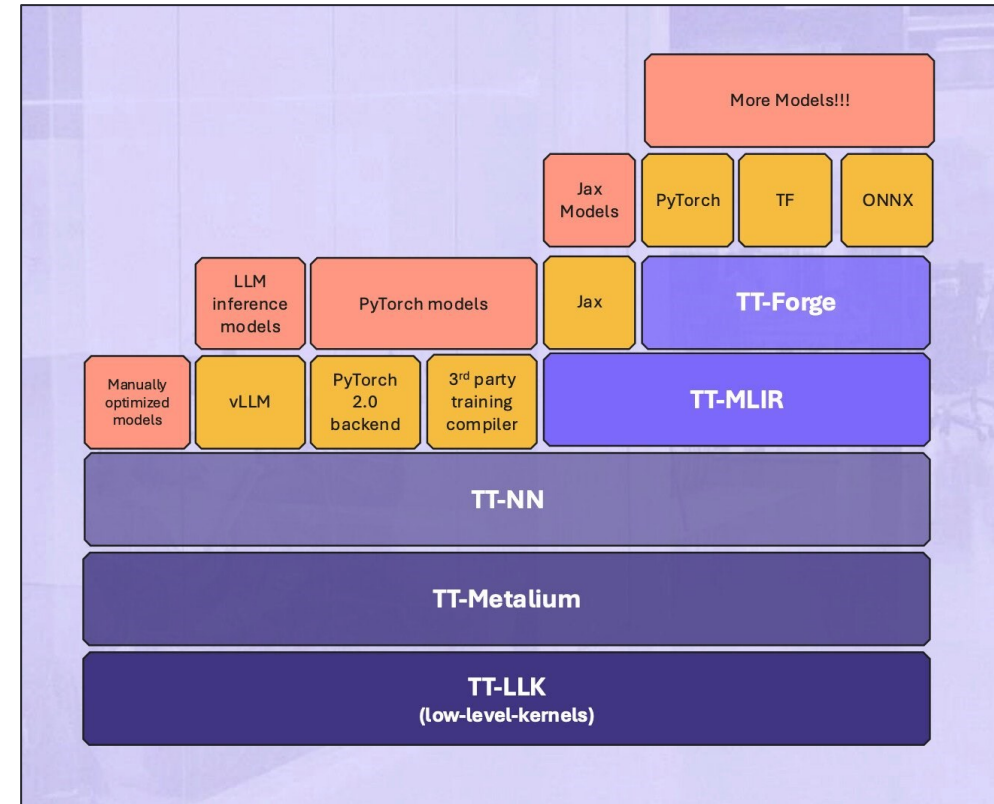 More Models!!!
Jax
Models
PyTorch
TF
ONNX
LLM
inference
models
PyTorch models
Jax
TT-Forge
Manually
optimized
models
vLLM
PyTorch
2.0
backend
3rd party
training
compiler
TT-MLIR
TT-NN
TT-Metalium
TT-LLK
(low-level-kernels)